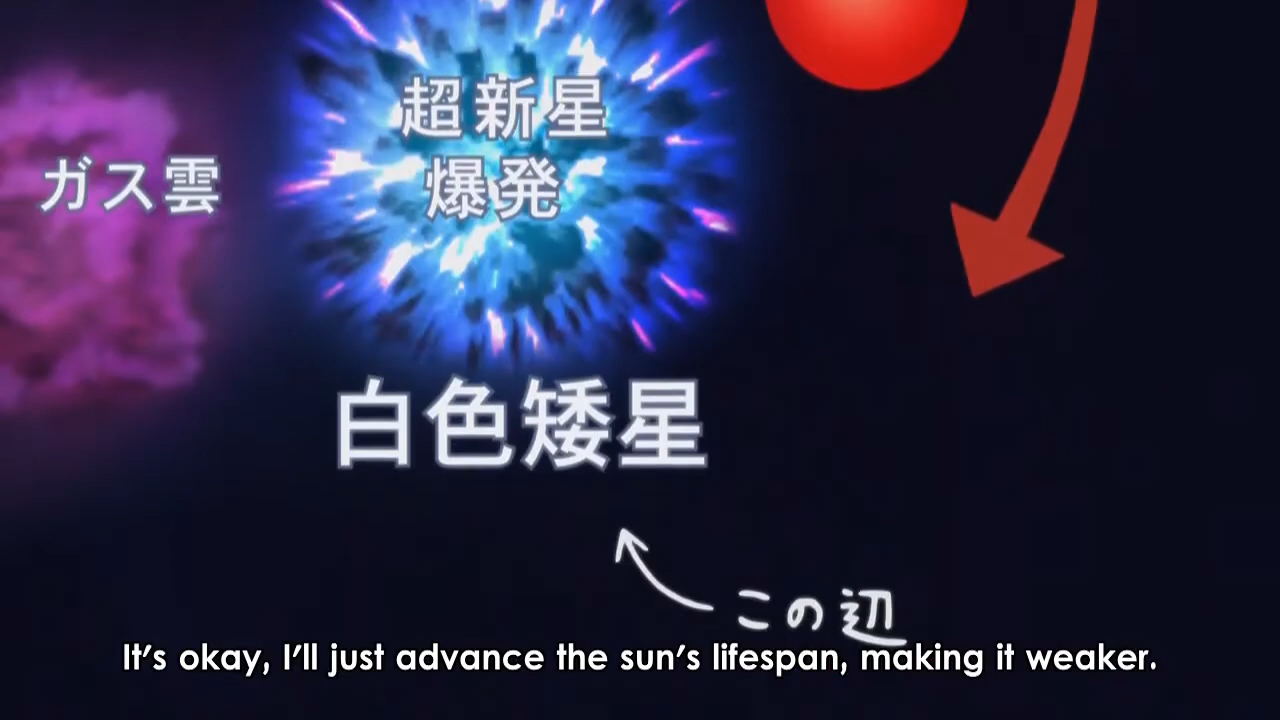 超新星
爆発
ガス雲
白色矮星
この辺
It's okay, I'll just advance the sun's lifespan, making it weaker.